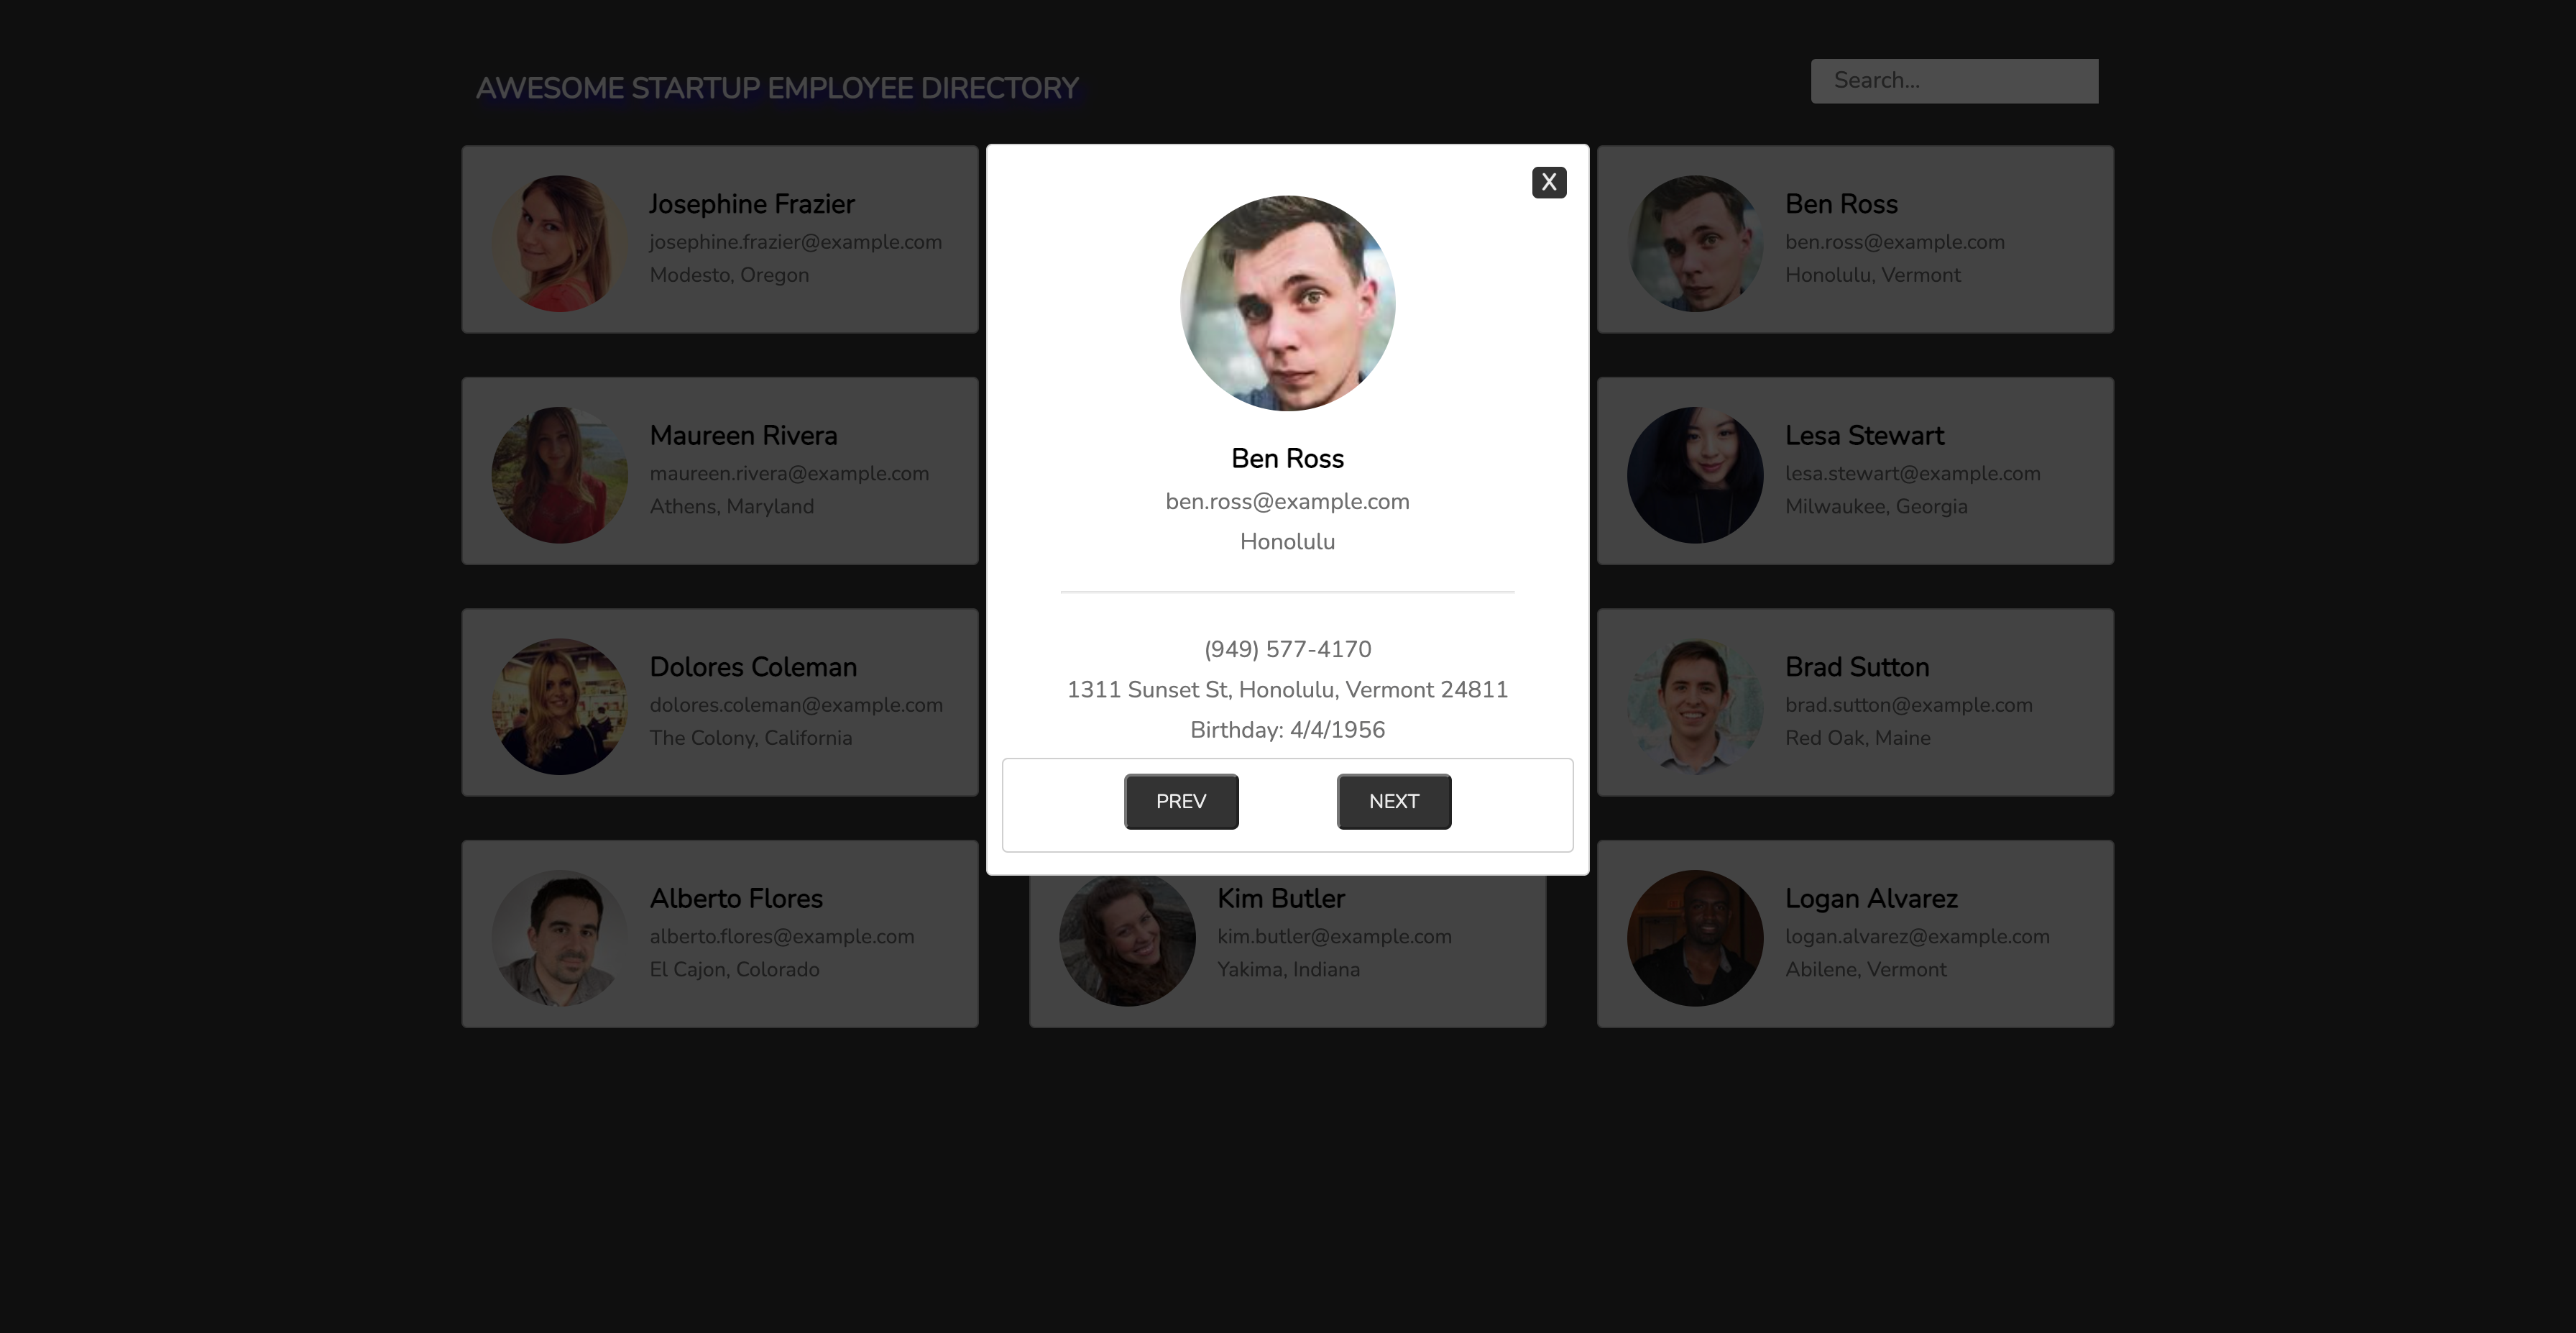 AWESOME STARTUP EMPLOYEE DIRECTORY
Search...
Josephine Frazier
josephine.frazier@example.com
Modesto, Oregon
X
Ben Ross
ben.ross@example.com
Honolulu
(949) 577-4170
1311 Sunset St, Honolulu, Vermont 24811
Birthday: 4/4/1956
PREV
NEXT
Ben Ross
ben.ross@example.com
Honolulu, Vermont
Maureen Rivera
maureen.rivera@example.com
Athens, Maryland
Lesa Stewart
lesa.stewart@example.com
Milwaukee, Georgia
Dolores Coleman
dolores.coleman@example.com
The Colony, California
Brad Sutton
brad.sutton@example.com
Red Oak, Maine
Alberto Flores
alberto.flores@example.com
El Cajon, Colorado
Kim Butler
kim.butler@example.com
Yakima, Indiana
Logan Alvarez
logan.alvarez@example.com
Abilene, Vermont